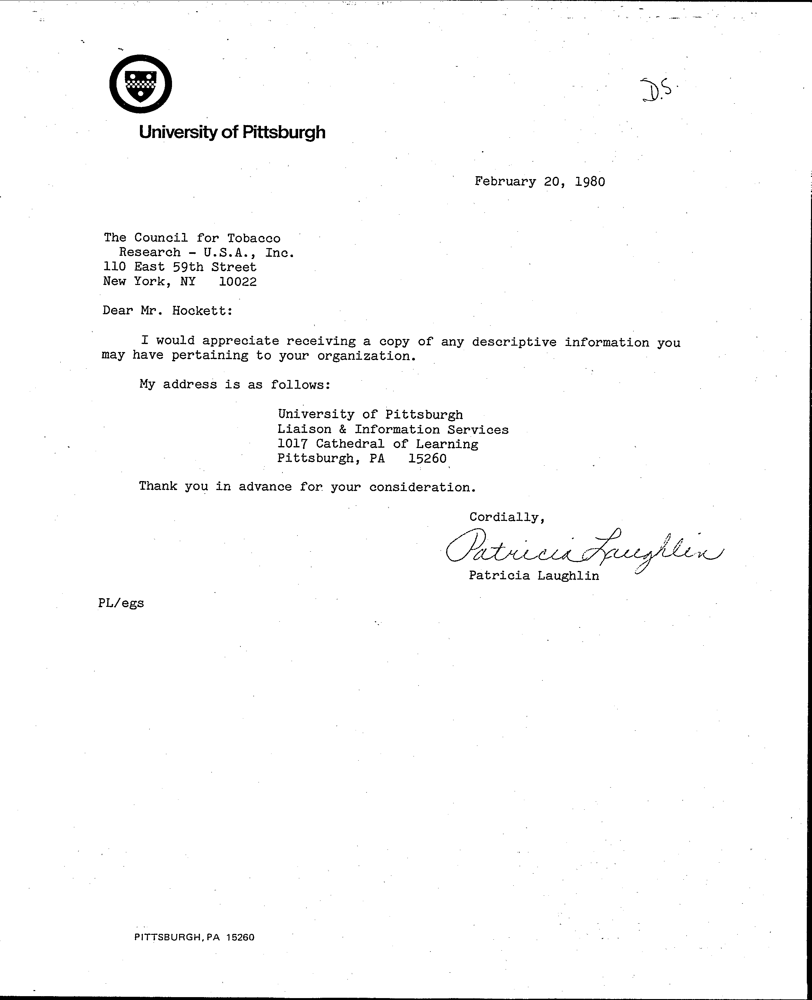 D.S.
University of Pittsburgh
February 20, 1980
The Council for Tobacco
Research - U.S.A., Inc.
110 East 59th Street
New York, NY 10022
Dear Mr. Hockett:
I would appreciate receiving a copy of any descriptive information you
may have pertaining to your organization.
My address is as follows:
University of Pittsburgh
Liaison & Information Services
1017 Cathedral of Learning
Pittsburgh, PA 15260
Thank you in advance for your consideration.
Cordially,
Patricia Laughlin
Patricia Laughlin
PL/egs
PITTSBURGH, PA 15260